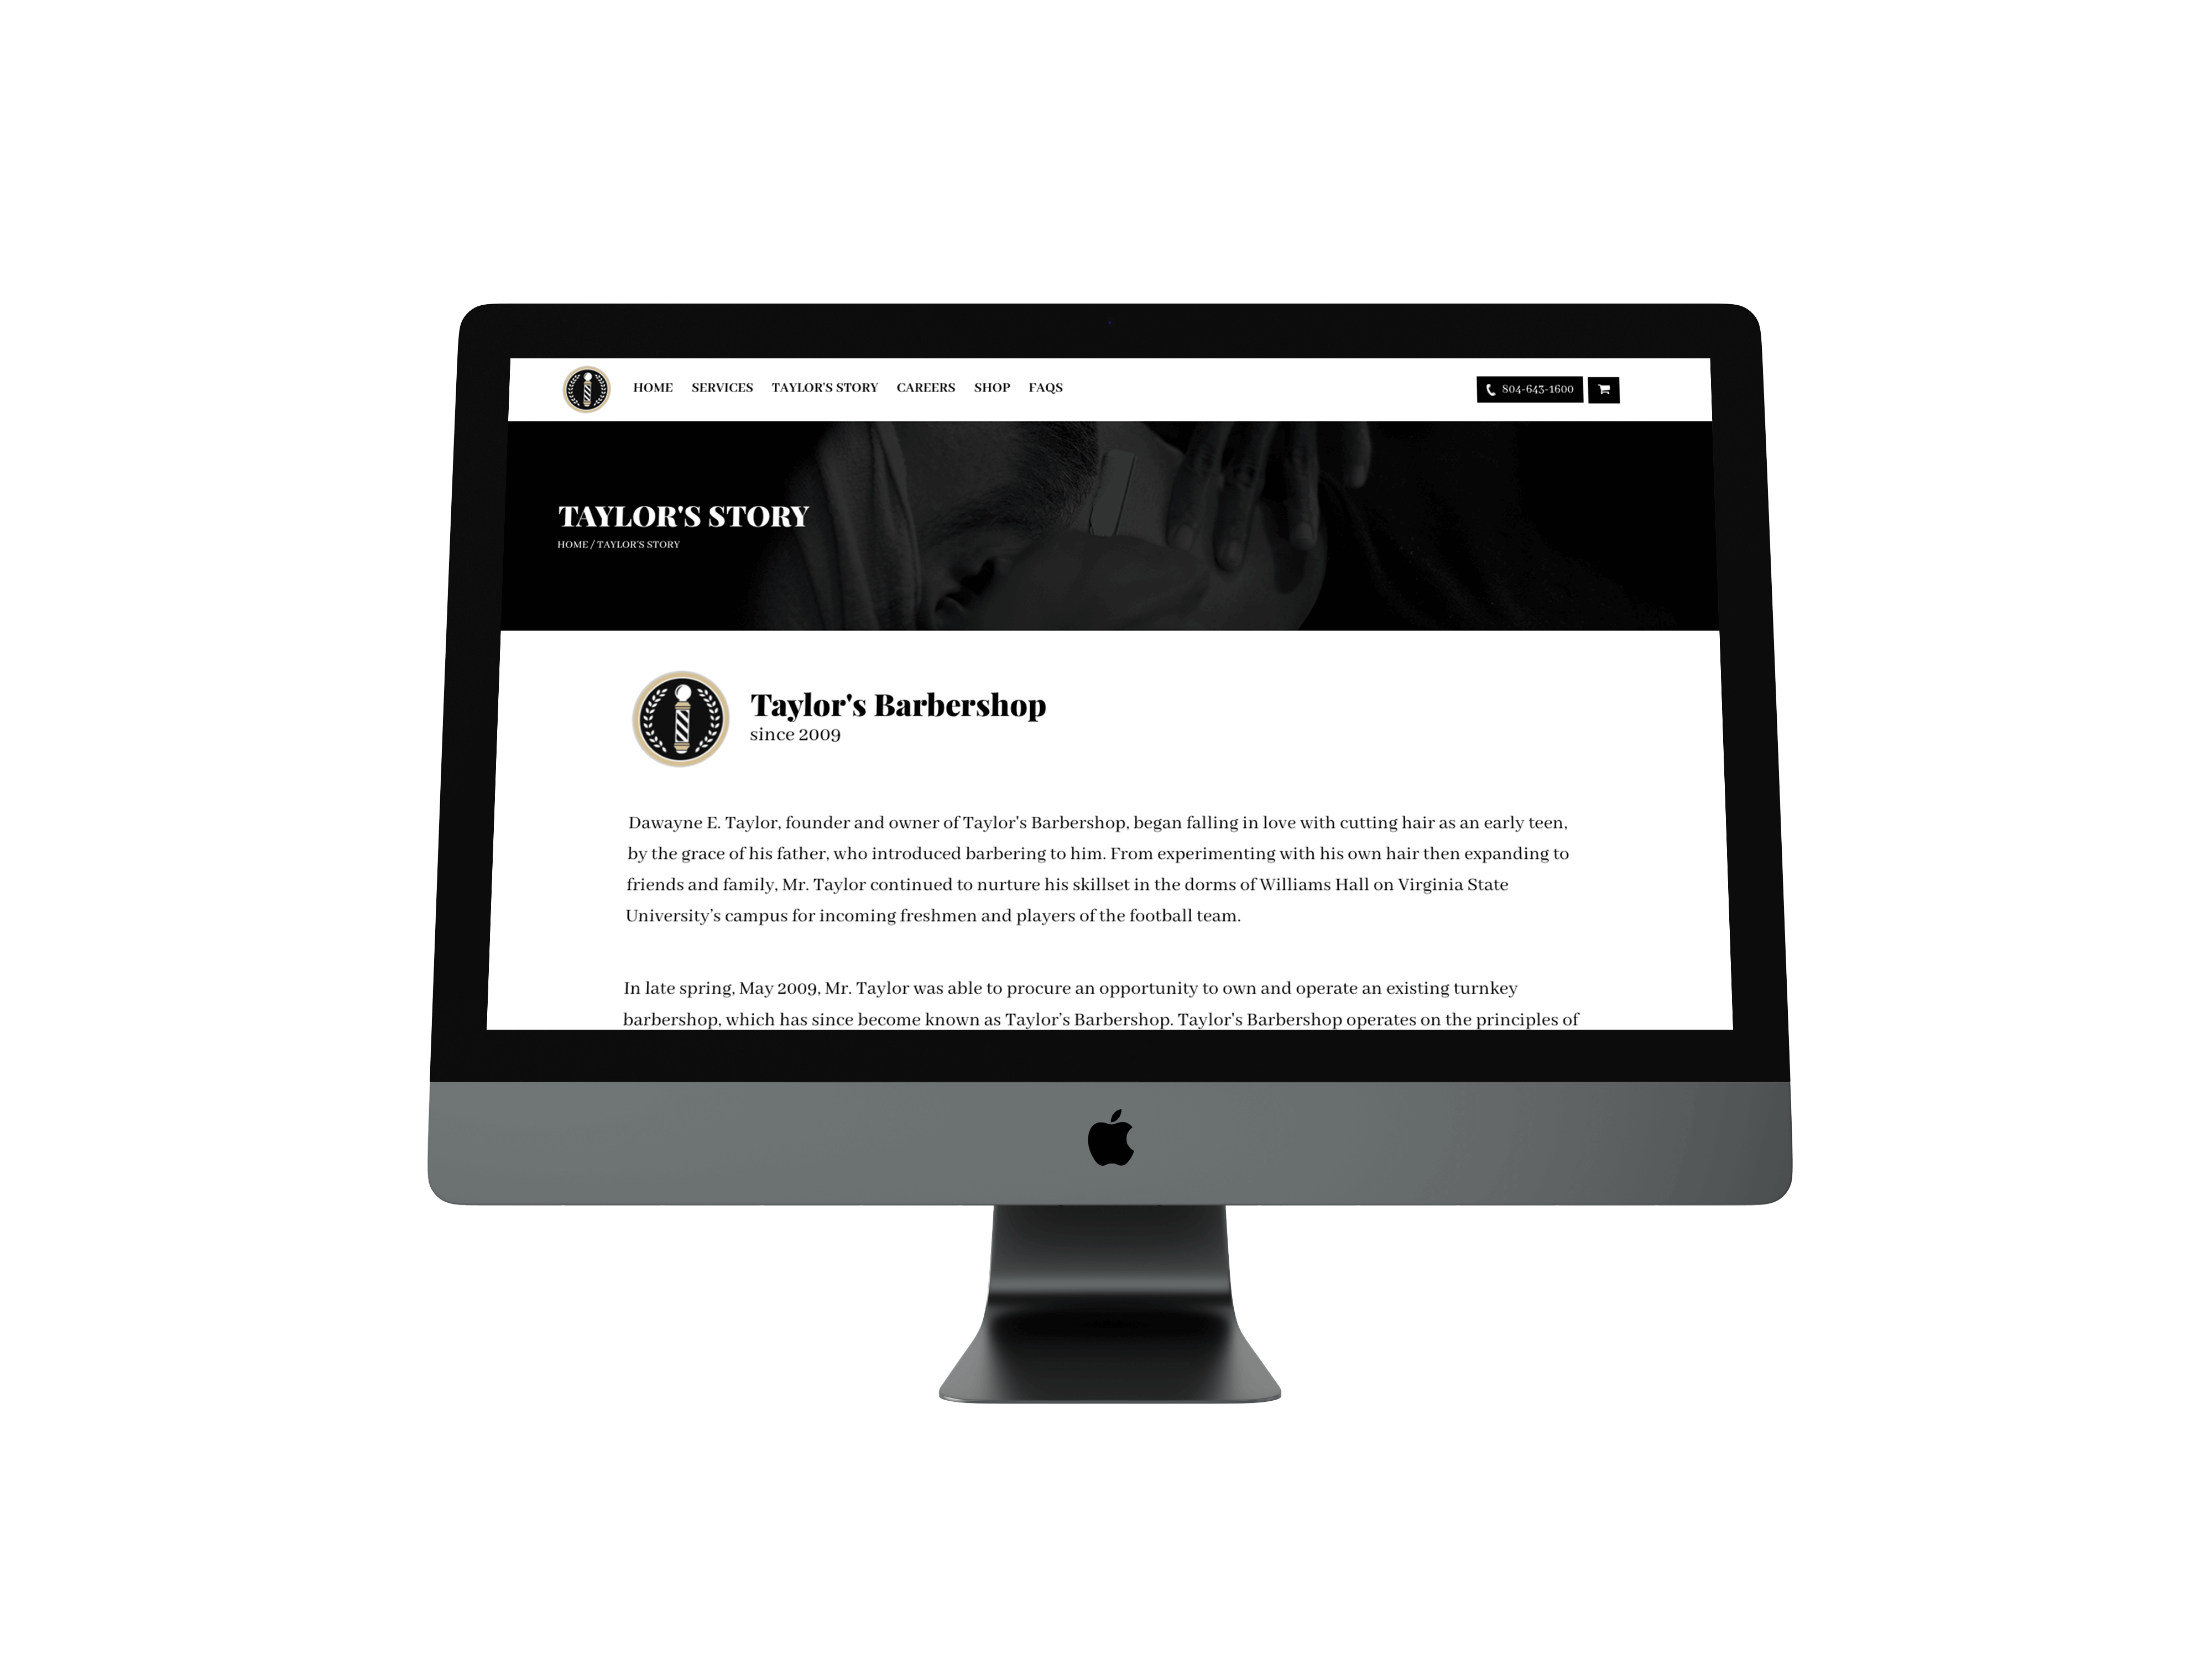 HOME SERVICES TAYLOR'S STORY CAREERS SHOP FAQS 804-643-1600
TAYLOR'S STORY
HOME / TAYLOR'S STORY
Taylor's Barbershop
since 2009
Dawayne E. Taylor, founder and owner of Taylor's Barbershop, began falling in love with cutting hair as an early teen,
by the grace of his father, who introduced barbering to him. From experimenting with his own hair then expanding to
friends and family, Mr. Taylor continued to nurture his skillset in the dorms of Williams Hall on Virginia State
University’s campus for incoming freshmen and players of the football team.
In late spring, May 2009, Mr. Taylor was able to procure an opportunity to own and operate an existing turnkey
barbershop, which has since become known as Taylor’s Barbershop. Taylor's Barbershop operates on the principles of